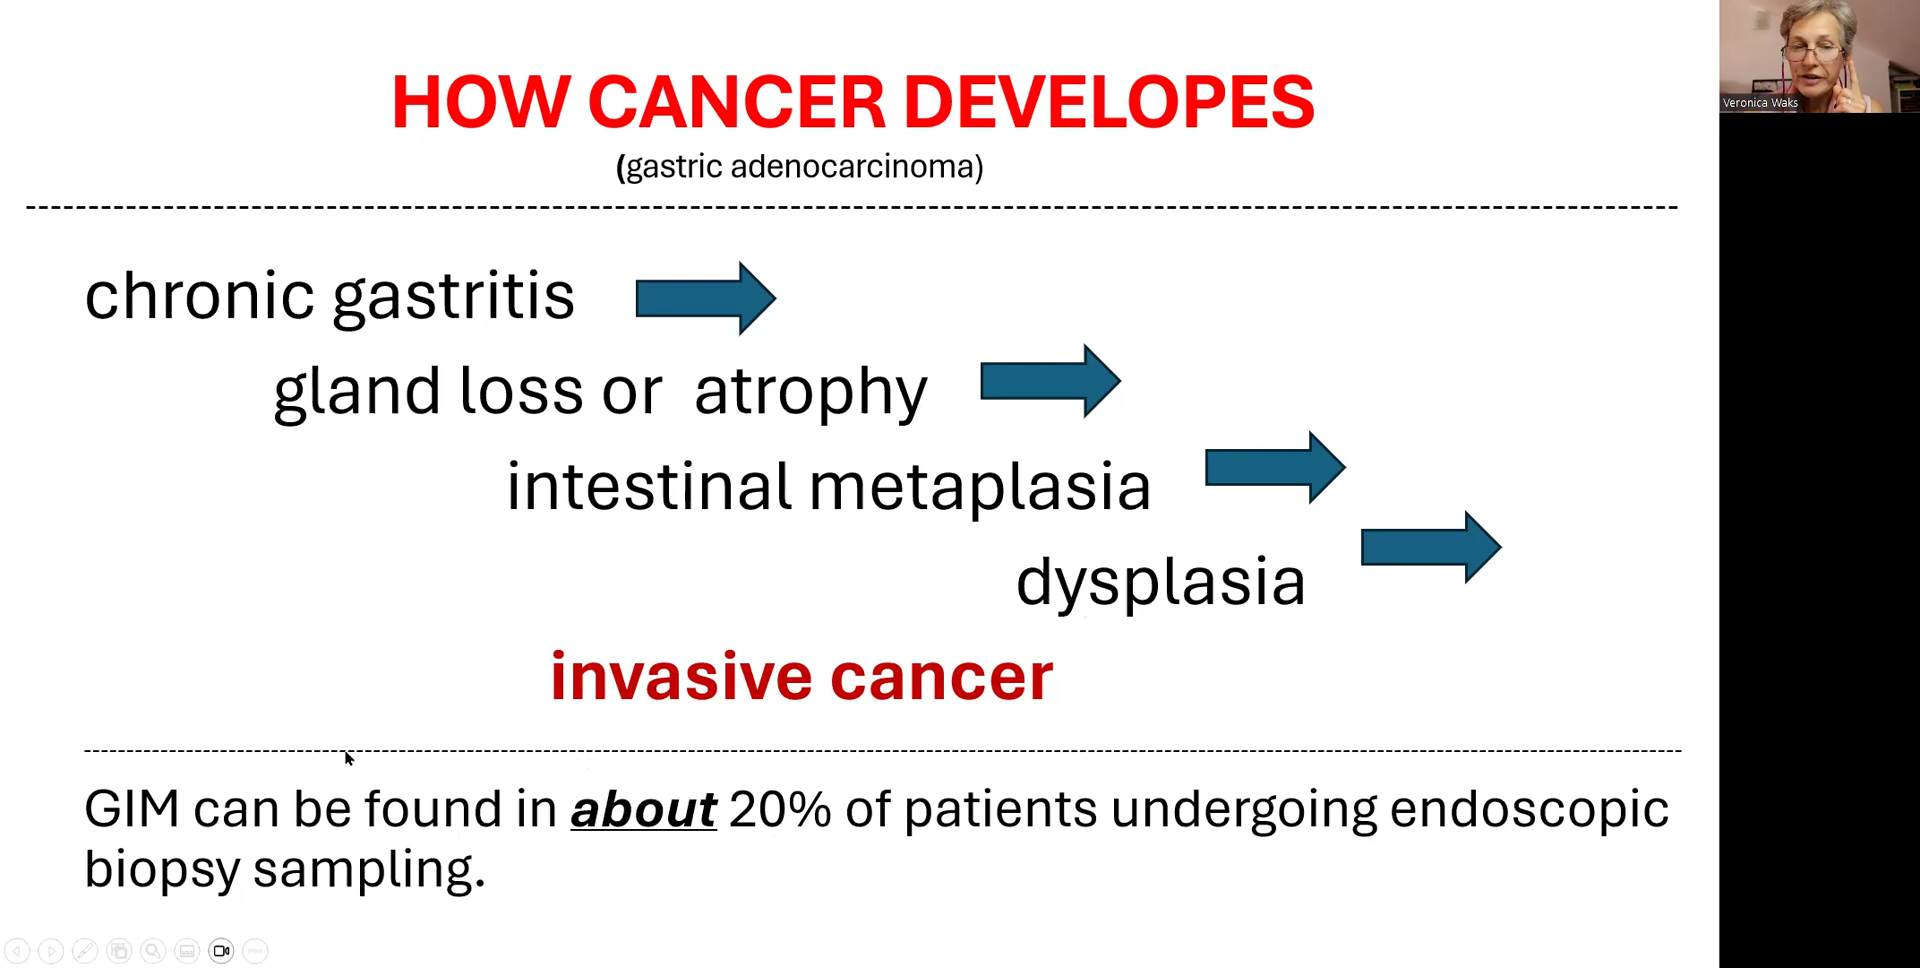 HOW CANCER DEVELOPES
(gastric adenocarcinoma)
Veronica Waks
chronic gastritis
gland loss or atrophy
intestinal metaplasia
dysplasia
invasive cancer
GIM can be found in about 20% of patients undergoing endoscopic
biopsy sampling.